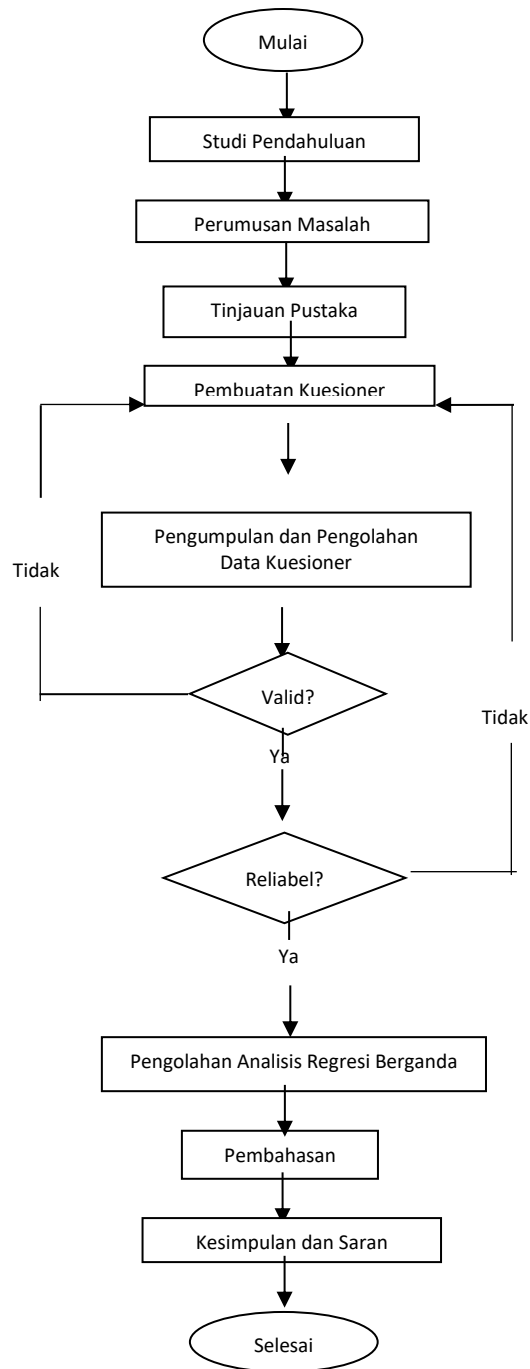 Mulai
Studi Pendahuluan
Perumusan Masalah
Tinjauan Pustaka
Pembuatan Kuesioner
Pengumpulan dan Pengolahan
Data Kuesioner
Tidak
Valid?
Tidak
Ya
Reliabel?
Ya
Pengolahan Analisis Regresi Berganda
Pembahasan
Kesimpulan dan Saran
Selesai